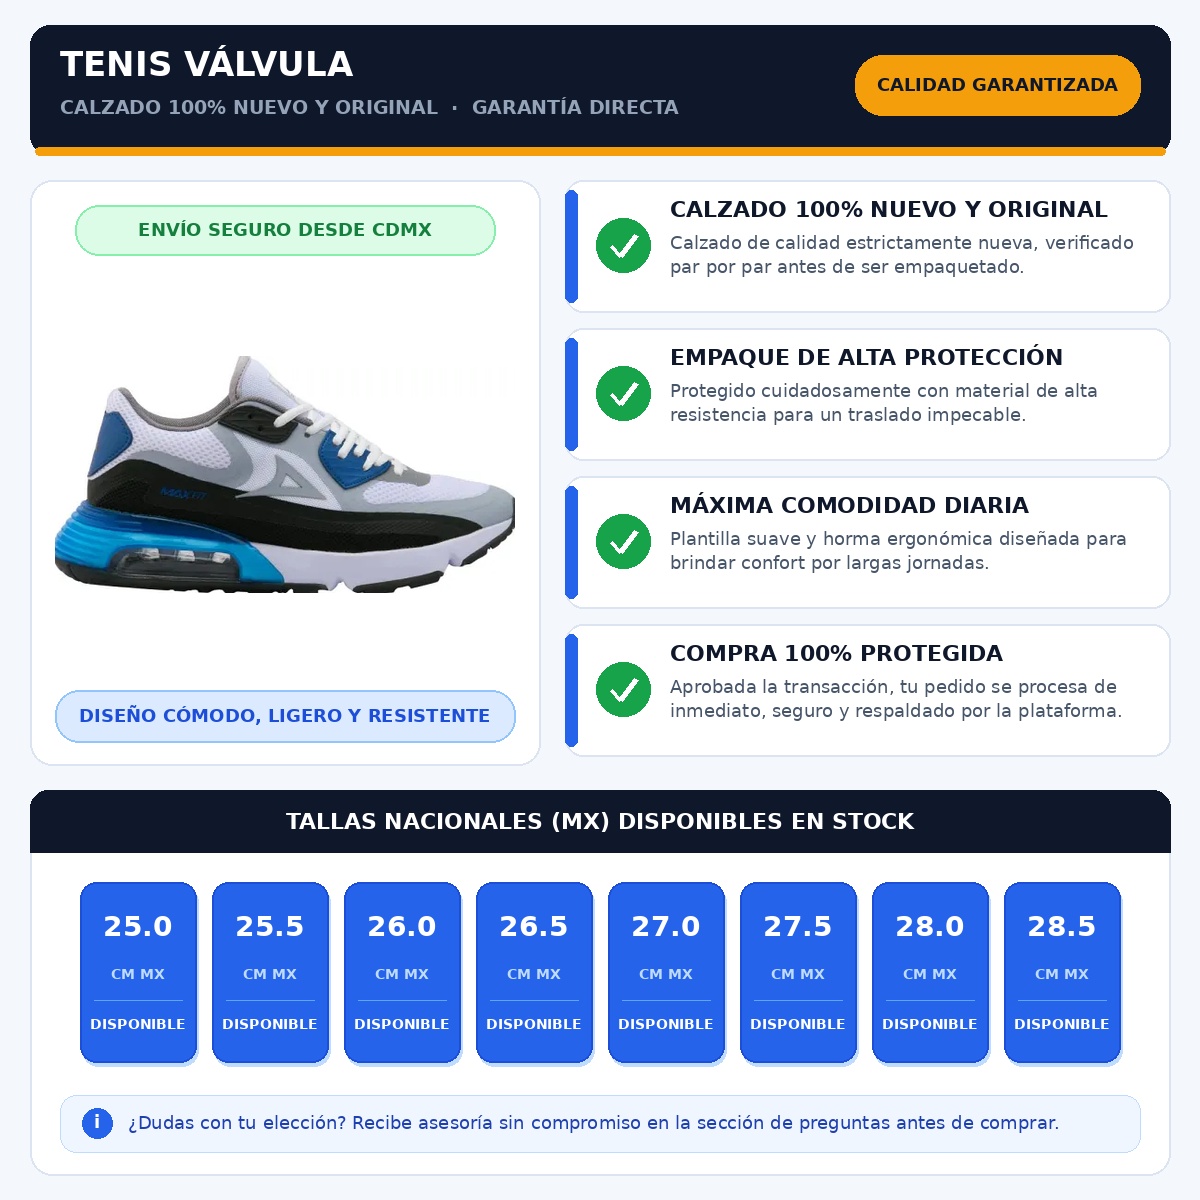 TENIS VÁLVULA
CALZADO 100% NUEVO Y ORIGINAL · GARANTÍA DIRECTA
CALIDAD GARANTIZADA
ENVÍO SEGURO DESDE CDMX
MAX
DISEÑO CÓMODO, LIGERO Y RESISTENTE
CALZADO 100% NUEVO Y ORIGINAL
Calzado de calidad estrictamente nueva, verificado
par por par antes de ser empaquetado.
EMPAQUE DE ALTA PROTECCIÓN
Protegido cuidadosamente con material de alta
resistencia para un traslado impecable.
MÁXIMA COMODIDAD DIARIA
Plantilla suave y horma ergonómica diseñada para
brindar confort por largas jornadas.
COMPRA 100% PROTEGIDA
Aprobada la transacción, tu pedido se procesa de
inmediato, seguro y respaldado por la plataforma.
TALLAS NACIONALES (MX) DISPONIBLES EN STOCK
25.0 25.5 26.0 26.5 27.0 27.5 28.0 28.5
CM MX CM MX CM MX CM MX CM MX CM MX CM MX CM MX
DISPONIBLE DISPONIBLE DISPONIBLE DISPONIBLE DISPONIBLE DISPONIBLE DISPONIBLE DISPONIBLE
i ¿Dudas con tu elección? Recibe asesoría sin compromiso en la sección de preguntas antes de comprar.